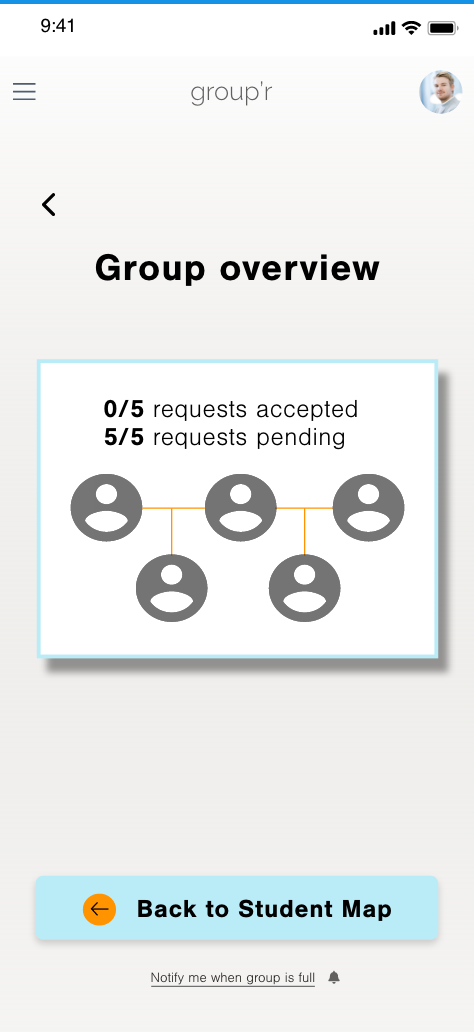 9:41
group'r
Group overview
0/5 requests accepted
5/5 requests pending
Back to Student Map
Notify me when group is full